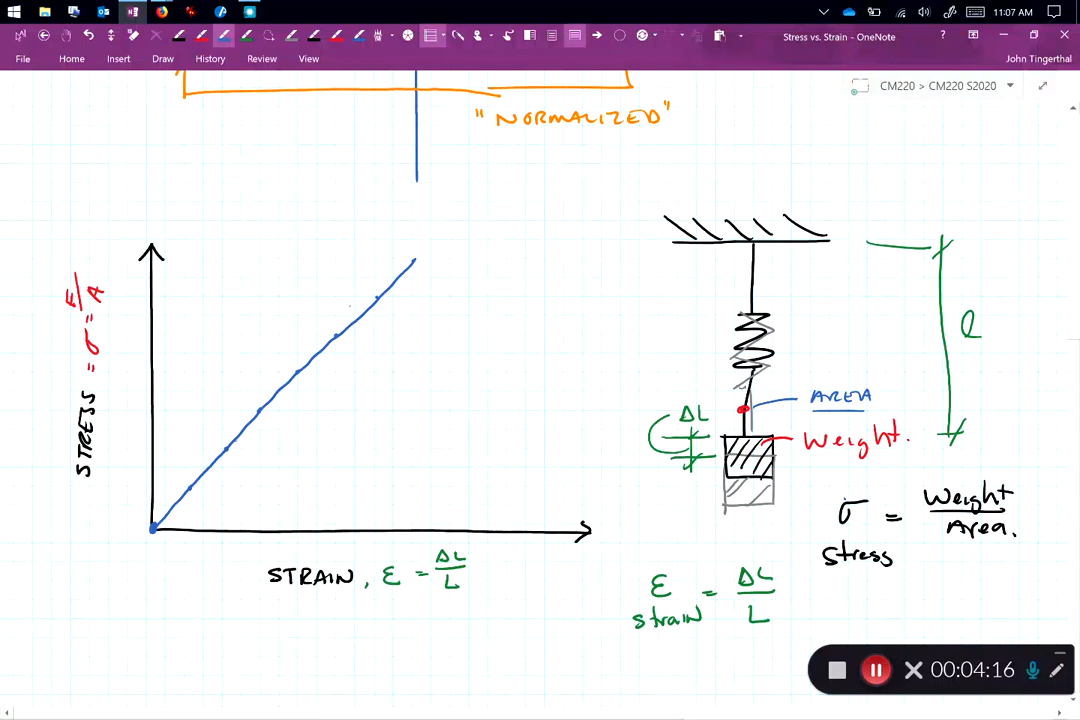 11:07 AM
Stress vs. Strain - OneNote
?
File Home Insert Draw History Review View
John Tingerthal
CM220 > CM220 S2020
"NORMALIZED"
STRESS = σ = F/A
l
AREA
ΔL
Weight.
σ = Weight / Area.
stress
STRAIN, ε = ΔL/L
ε = ΔL/L
strain
00:04:16